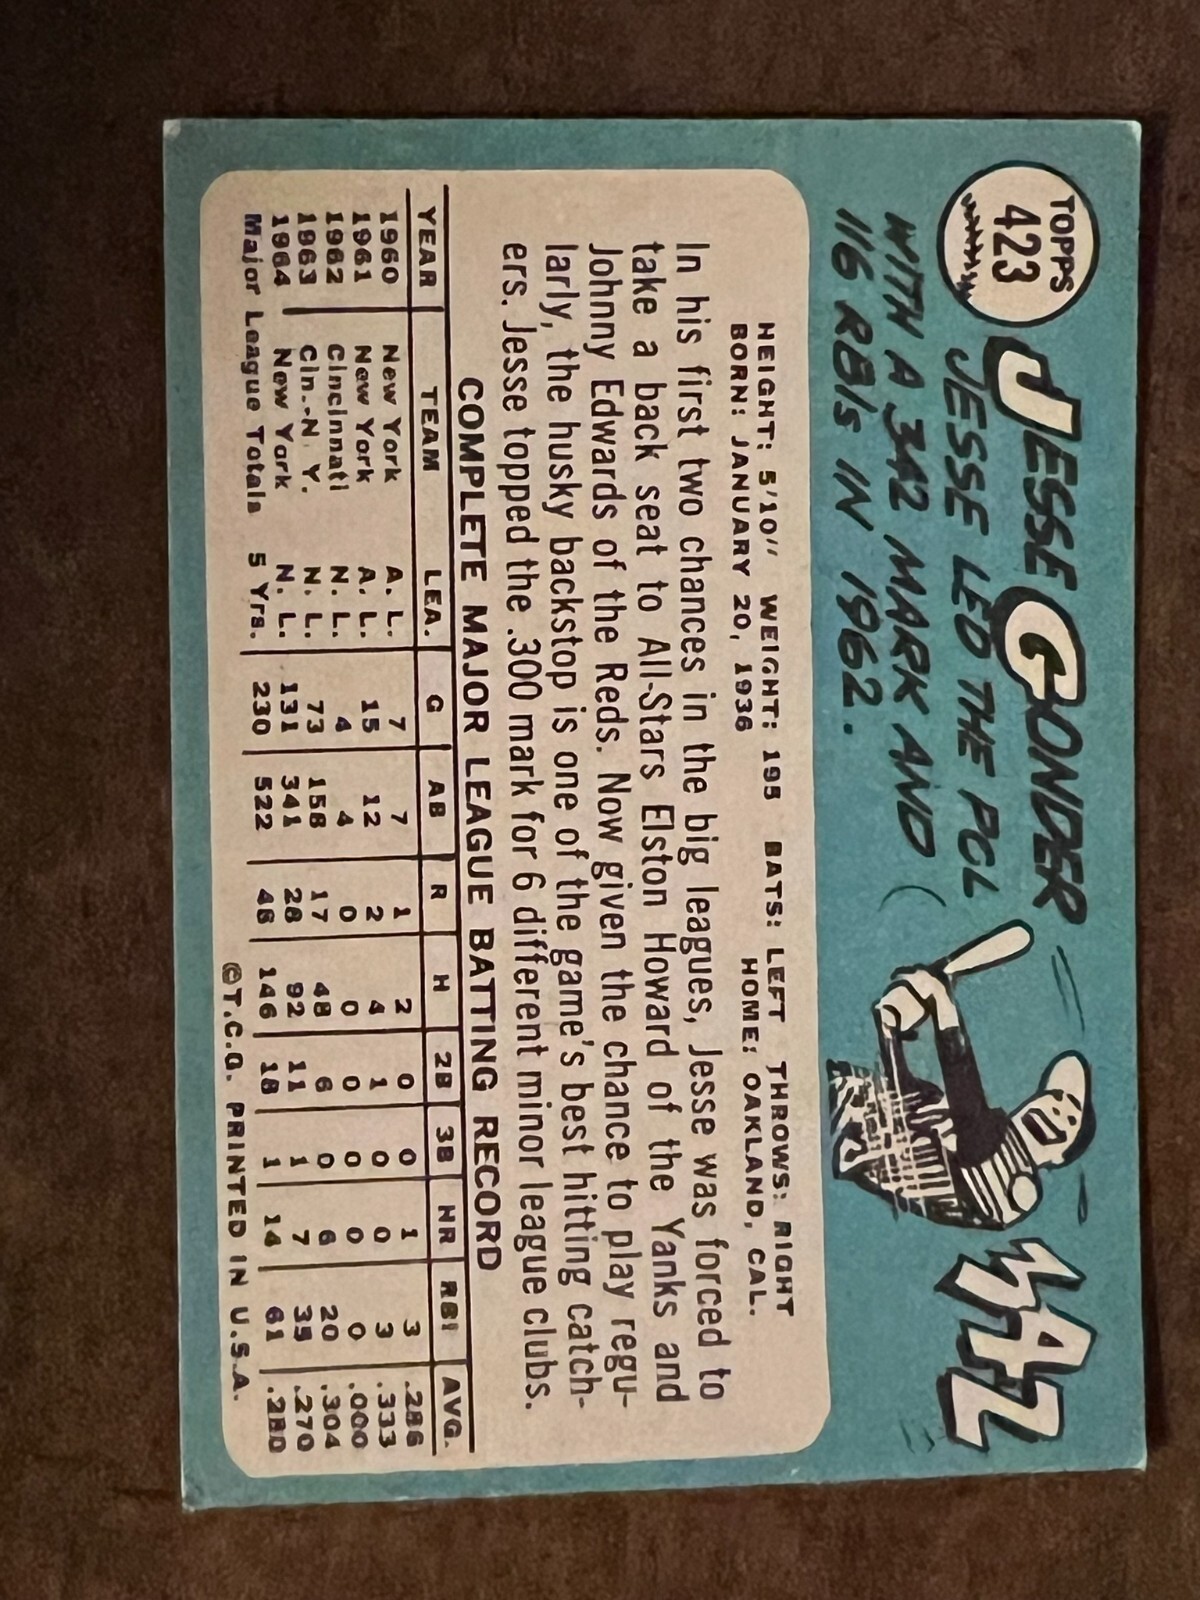 TOPPS
423
JESSE GONDER
JESSE LED THE PCL
WITH A 342 MARK AND
116 RBIs IN 1962.
ZAZ
HEIGHT: 5'10" WEIGHT: 195 BATS: LEFT THROWS: RIGHT
BORN: JANUARY 20, 1936 HOME: OAKLAND, CAL.
In his first two chances in the big leagues, Jesse was forced to
take a back seat to All-Stars Elston Howard of the Yanks and
Johnny Edwards of the Reds. Now given the chance to play regu-
larly, the husky backstop is one of the game's best hitting catch-
ers. Jesse topped the .300 mark for 6 different minor league clubs.
COMPLETE MAJOR LEAGUE BATTING RECORD
YEAR TEAM LEA. G AB R H 2B 3B HR RBI AVG.
1960 New York A. L. 7 7 1 2 0 0 1 3 .286
1961 New York A. L. 15 12 2 4 1 0 0 3 .333
1962 Cincinnati N. L. 4 4 0 0 0 0 0 0 .000
1963 Cin.-N. Y. N. L. 73 158 17 48 6 0 6 20 .304
1964 New York N. L. 131 341 28 92 11 1 7 35 .270
Major League Totals 5 Yrs. 230 522 48 146 18 1 14 61 .280
©T.C.G. PRINTED IN U.S.A.